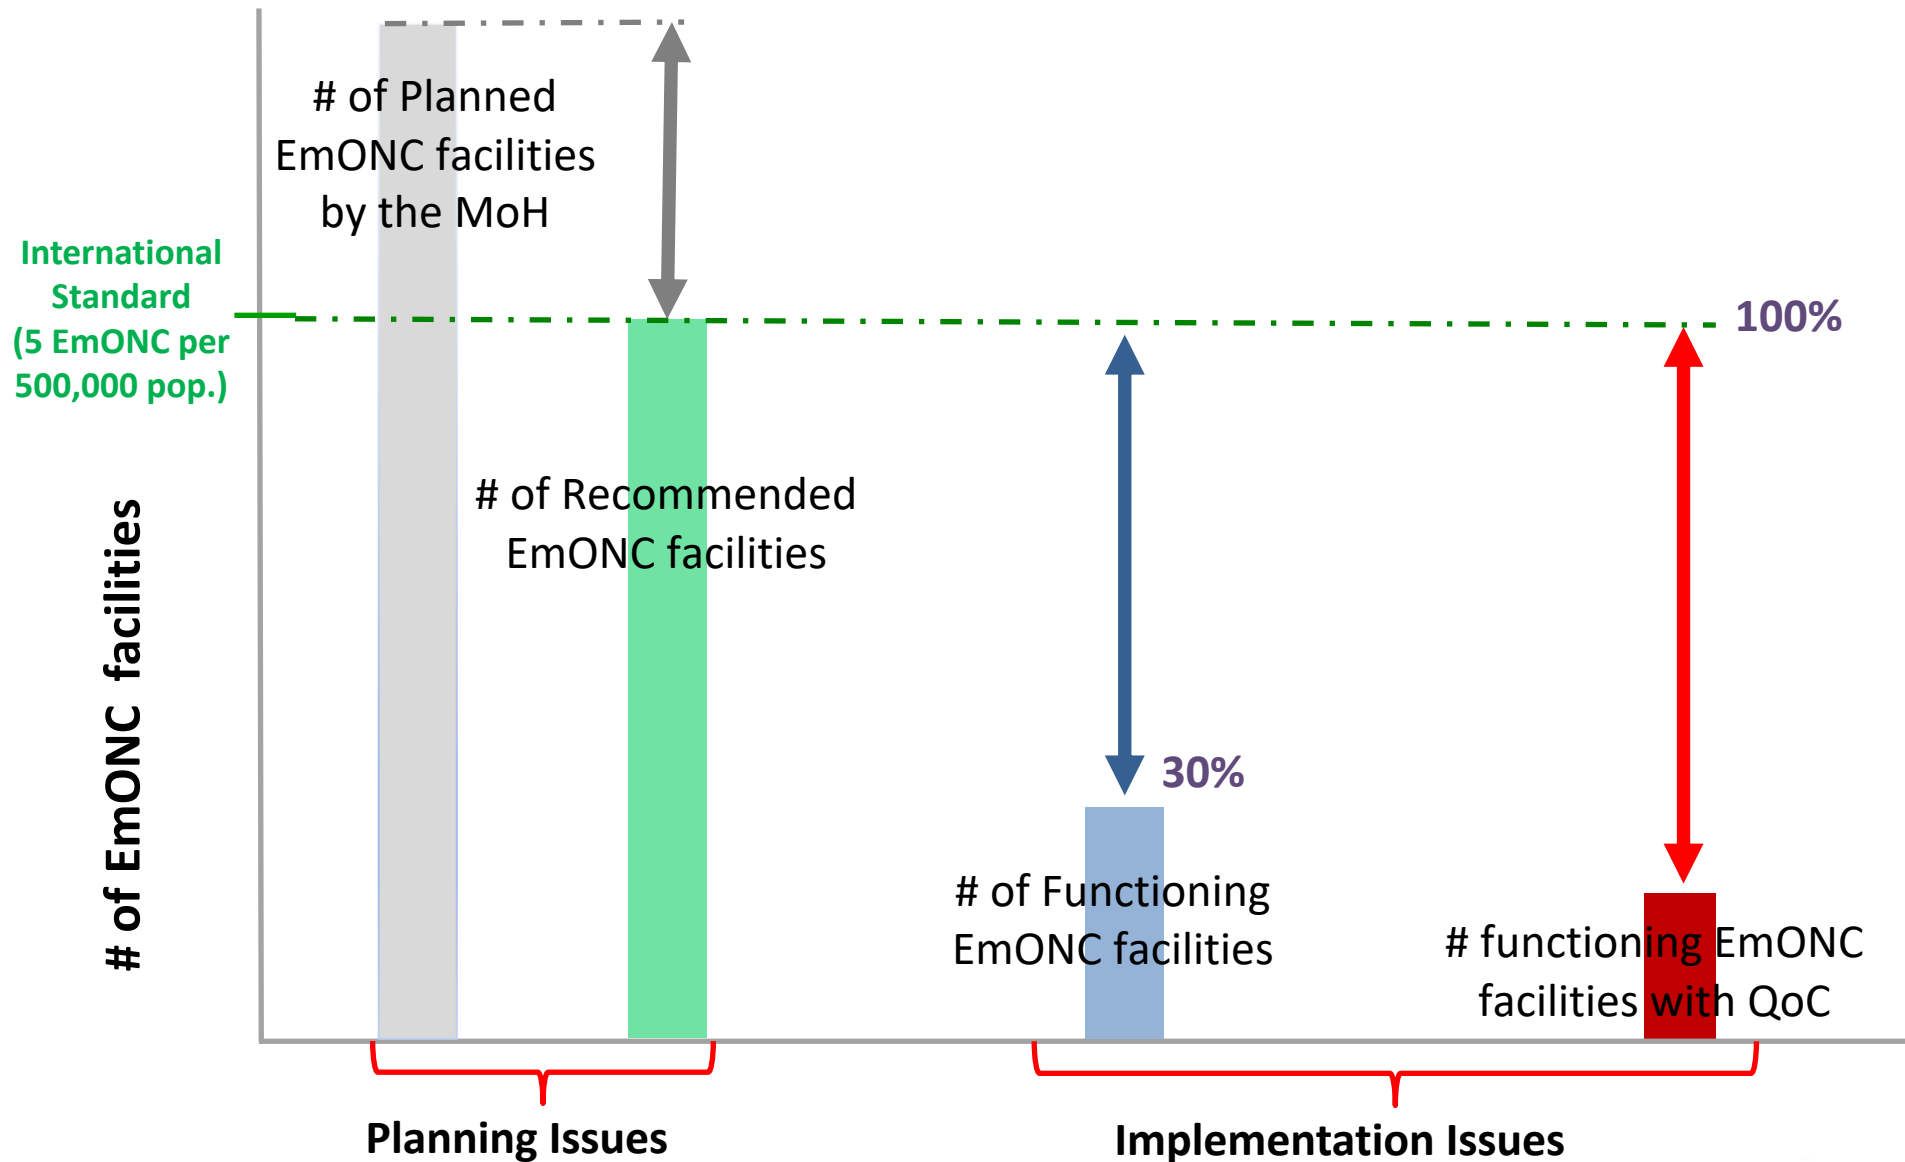 # of Planned
EmONC facilities
by the MoH
International
Standard
(5 EmONC per
500,000 pop.)
100%
# of Recommended
EmONC facilities
# of EmONC facilities
30%
# of Functioning
EmONC facilities
# functioning EmONC
facilities with QoC
Planning Issues
Implementation Issues